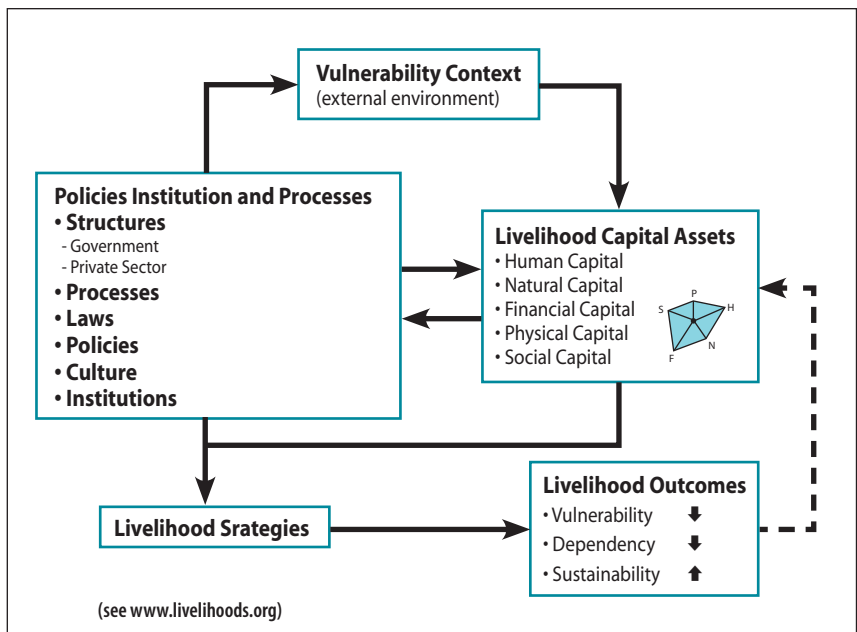 Vulnerability Context
(external environment)
Policies Institution and Processes
• Structures
- Government
- Private Sector
• Processes
• Laws
• Policies
• Culture
• Institutions
Livelihood Capital Assets
• Human Capital
• Natural Capital
• Financial Capital
• Physical Capital
• Social Capital
P
S
H
N
F
Livelihood Srategies
Livelihood Outcomes
• Vulnerability
• Dependency
• Sustainability
(see www.livelihoods.org)